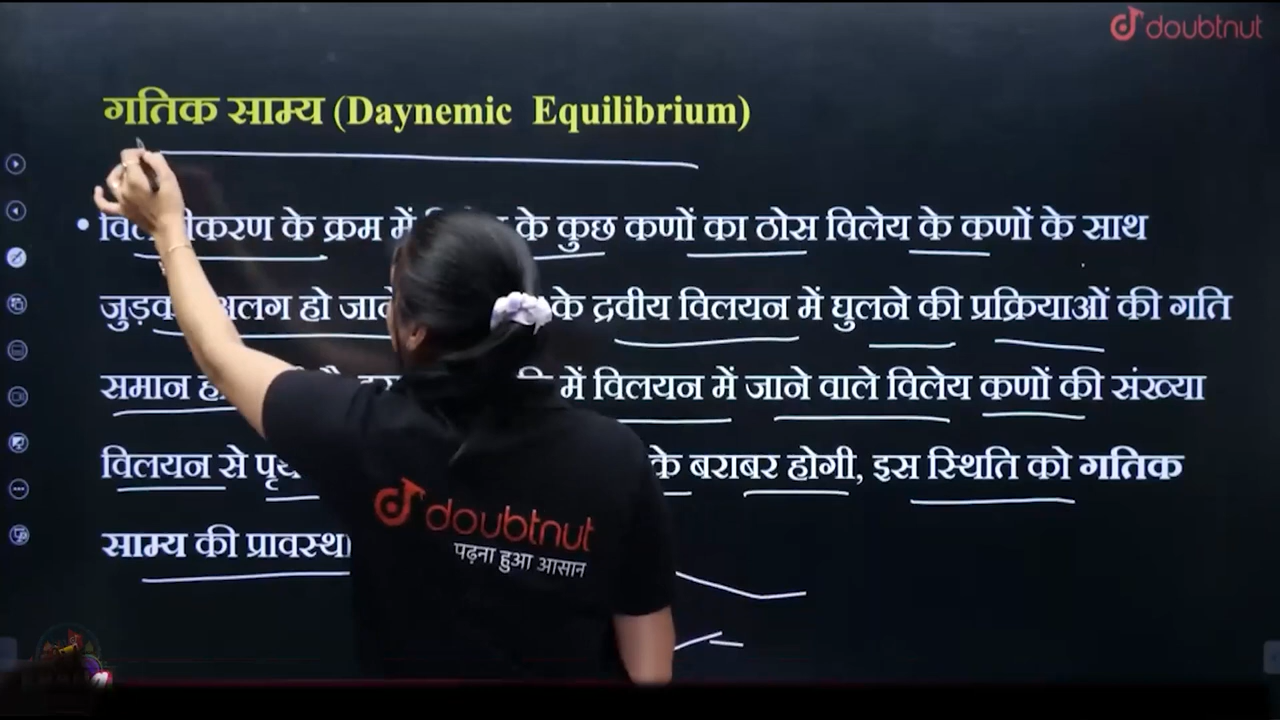 doubtnut
गतिक साम्य (Daynemic Equilibrium)
• के क्रम में के कुछ कणों का ठोस विलेय के कणों के साथ
अलग हो के द्रवीय विलयन में घुलने की प्रक्रियाओं की गति
समान में विलयन में जाने वाले विलेय कणों की संख्या
विलयन से के बराबर होगी, इस स्थिति को गतिक
साम्य की
doubtnut
पढ़ना हुआ आसान